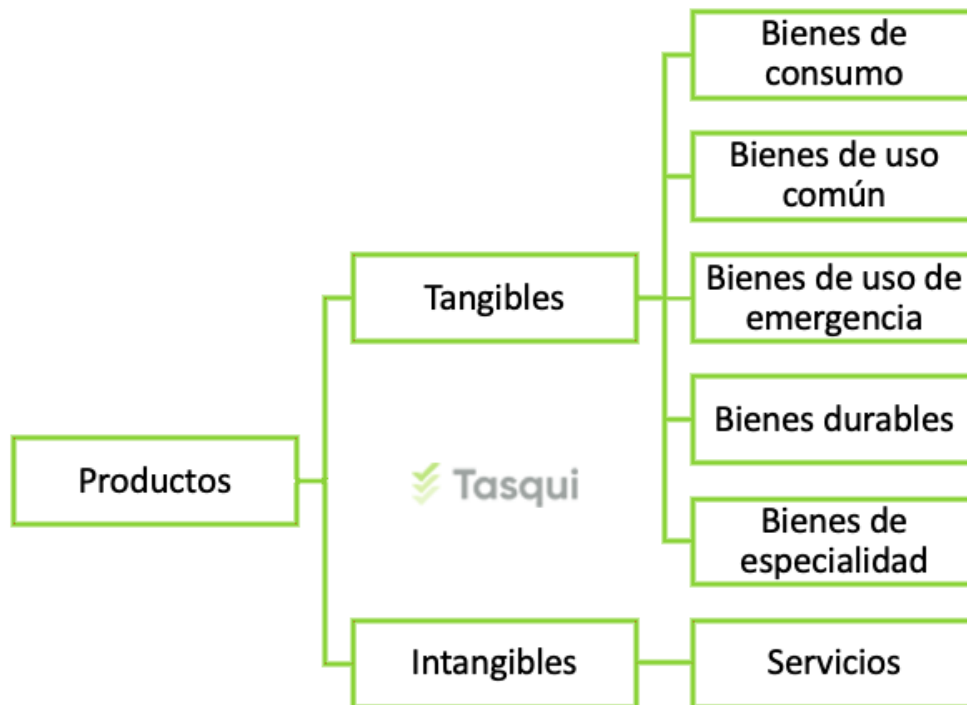 Productos
Tangibles
Bienes de
consumo
Bienes de uso
común
Bienes de uso de
emergencia
Bienes durables
Bienes de
especialidad
Tasqui
Intangibles
Servicios